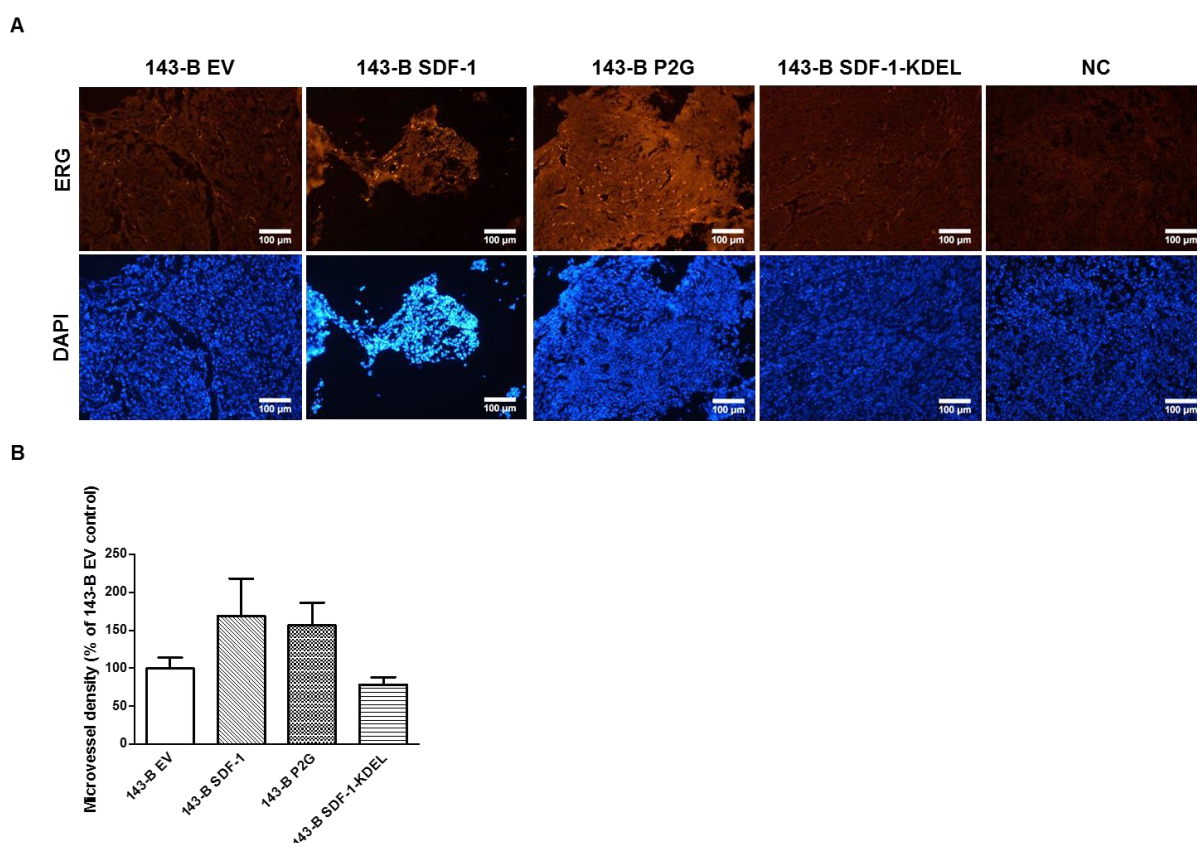 A
143-B EV 143-B SDF-1 143-B P2G 143-B SDF-1-KDEL NC
ERG
100 µm 100 µm 100 µm 100 µm 100 µm
DAPI
100 µm 100 µm 100 µm 100 µm 100 µm
B
Microvessel density (% of 143-B EV control)
250
200
150
100
50
0
143-B EV
143-B SDF-1
143-B P2G
143-B SDF-1-KDEL